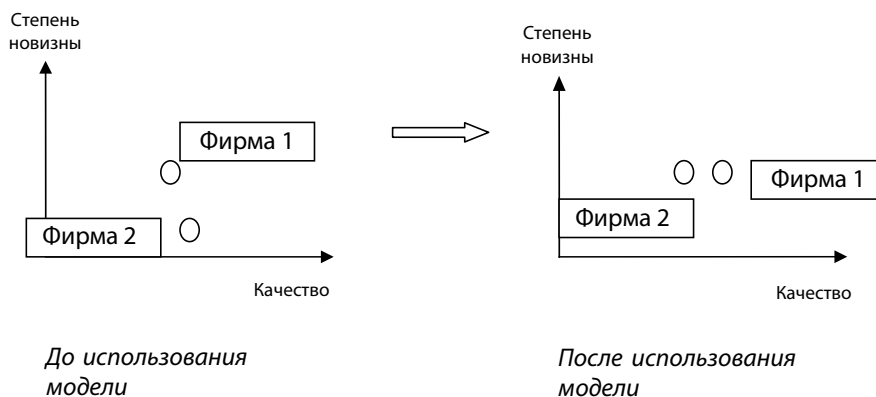 Степень
новизны
Фирма 1
Фирма 2
Качество
До использования
модели
Степень
новизны
Фирма 1
Фирма 2
Качество
После использования
модели